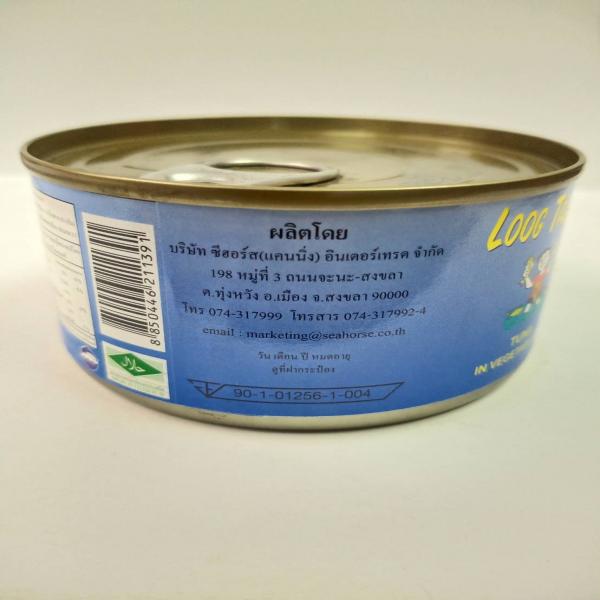 ผลิตโดย
บริษัท ซีฮอร์ส(แคนนิ่ง) อินเตอร์เทรด จำกัด
198 หมู่ที่ 3 ถนนจะนะ-สงขลา
ต.ทุ่งหวัง อ.เมือง จ.สงขลา 90000
โทร 074-317999 โทรสาร 074-317992-4
email : marketing@seahorse.co.th
วัน เดือน ปี หมดอายุ
ดูที่ฝากระป๋อง
90-1-01256-1-004
8 850446 211391
LOOG
IN